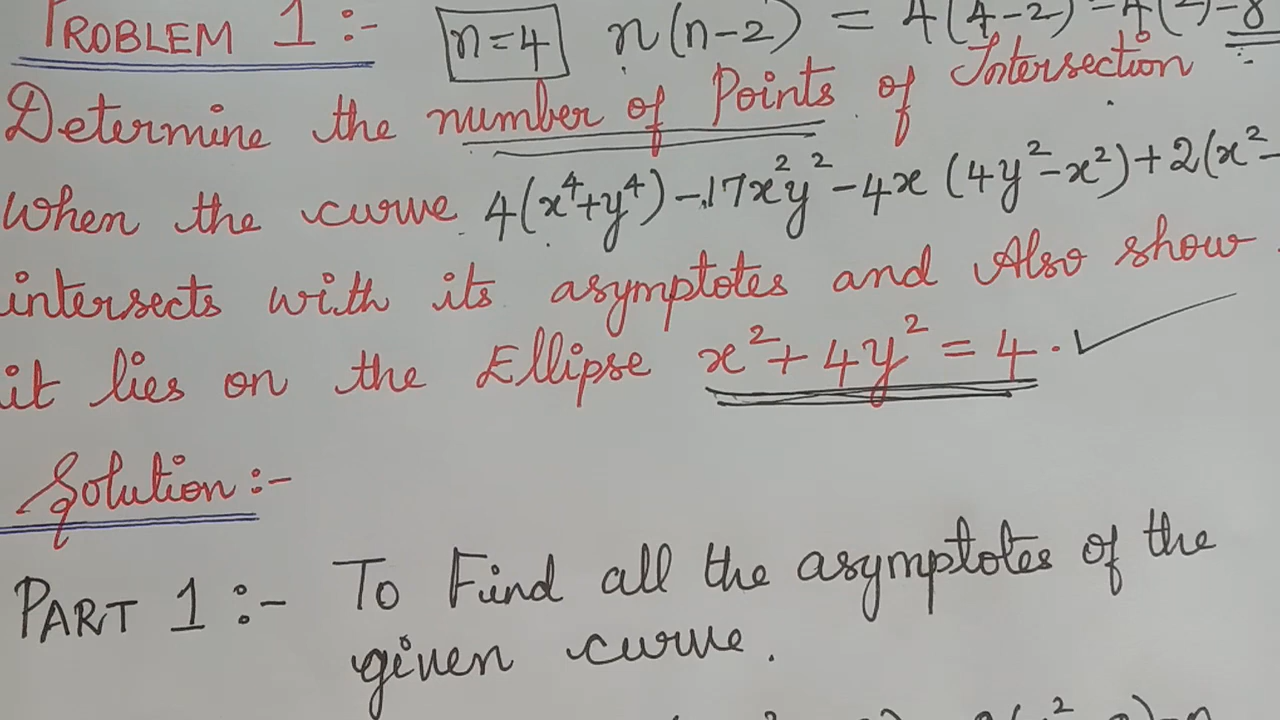 PROBLEM 1 :- n=4 n(n-2) = 4(4-2) = 4(2) = 8
Determine the number of Points of Intersection
when the curve 4(x⁴+y⁴) - 17x²y² - 4x (4y² - x²) + 2(x² -
intersects with its asymptotes and Also show
it lies on the Ellipse x² + 4y² = 4.
Solution :-
PART 1 :- To Find all the asymptotes of the
given curve.